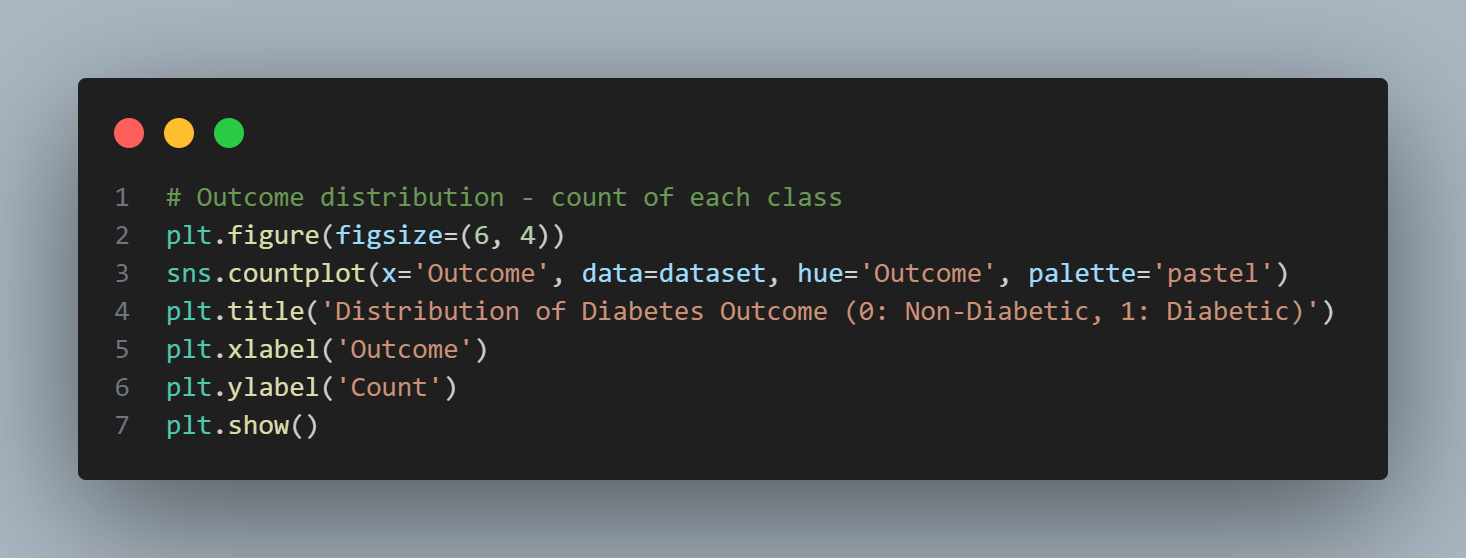 1 # Outcome distribution - count of each class
2 plt.figure(figsize=(6, 4))
3 sns.countplot(x='Outcome', data=dataset, hue='Outcome', palette='pastel')
4 plt.title('Distribution of Diabetes Outcome (0: Non-Diabetic, 1: Diabetic)')
5 plt.xlabel('Outcome')
6 plt.ylabel('Count')
7 plt.show()